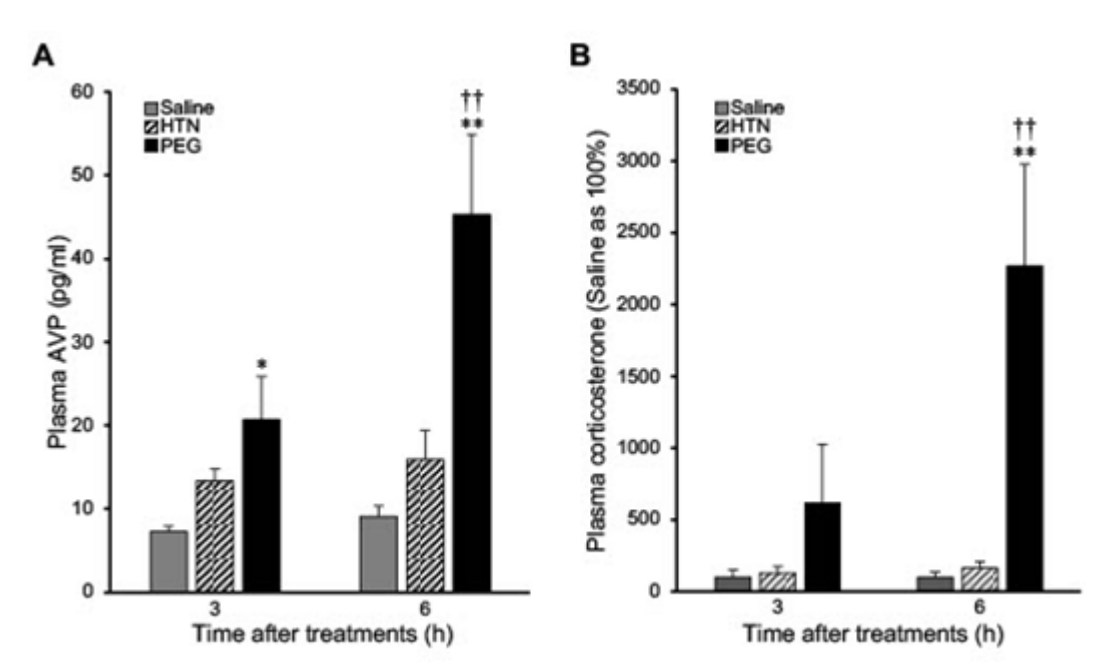 A
Plasma AVP (pg/ml)
60
50
40
30
20
10
0
Saline
HTN
PEG
*
††
**
3
6
Time after treatments (h)
B
Plasma corticosterone (Saline as 100%)
3500
3000
2500
2000
1500
1000
500
0
Saline
HTN
PEG
††
**
3
6
Time after treatments (h)